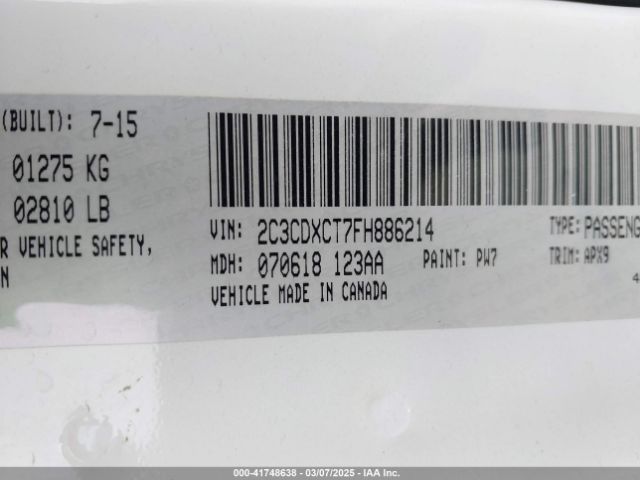 (BUILT): 7-15
01275 KG
02810 LB
R VEHICLE SAFETY,
N
VIN: 2C3CDXCT7FH886214
TYPE: PASSENG
MDH: 070618 123AA
PAINT: PW7
TRIM: APX9
VEHICLE MADE IN CANADA
4
000-41748638 - 03/07/2025 - IAA Inc.